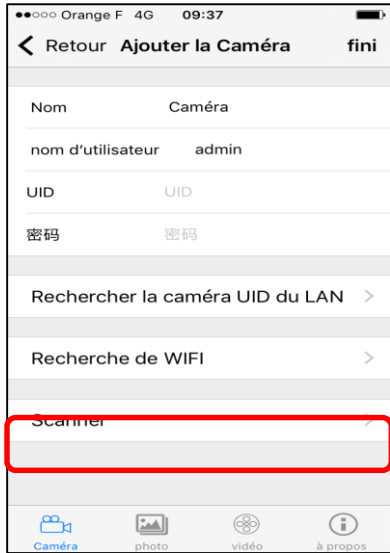 Orange F 4G 09:37
Retour Ajouter la Caméra fini
Nom Caméra
nom d'utilisateur admin
UID UID
密码 密码
Rechercher la caméra UID du LAN
Recherche de WIFI
Scanner
Caméra photo vidéo à propos